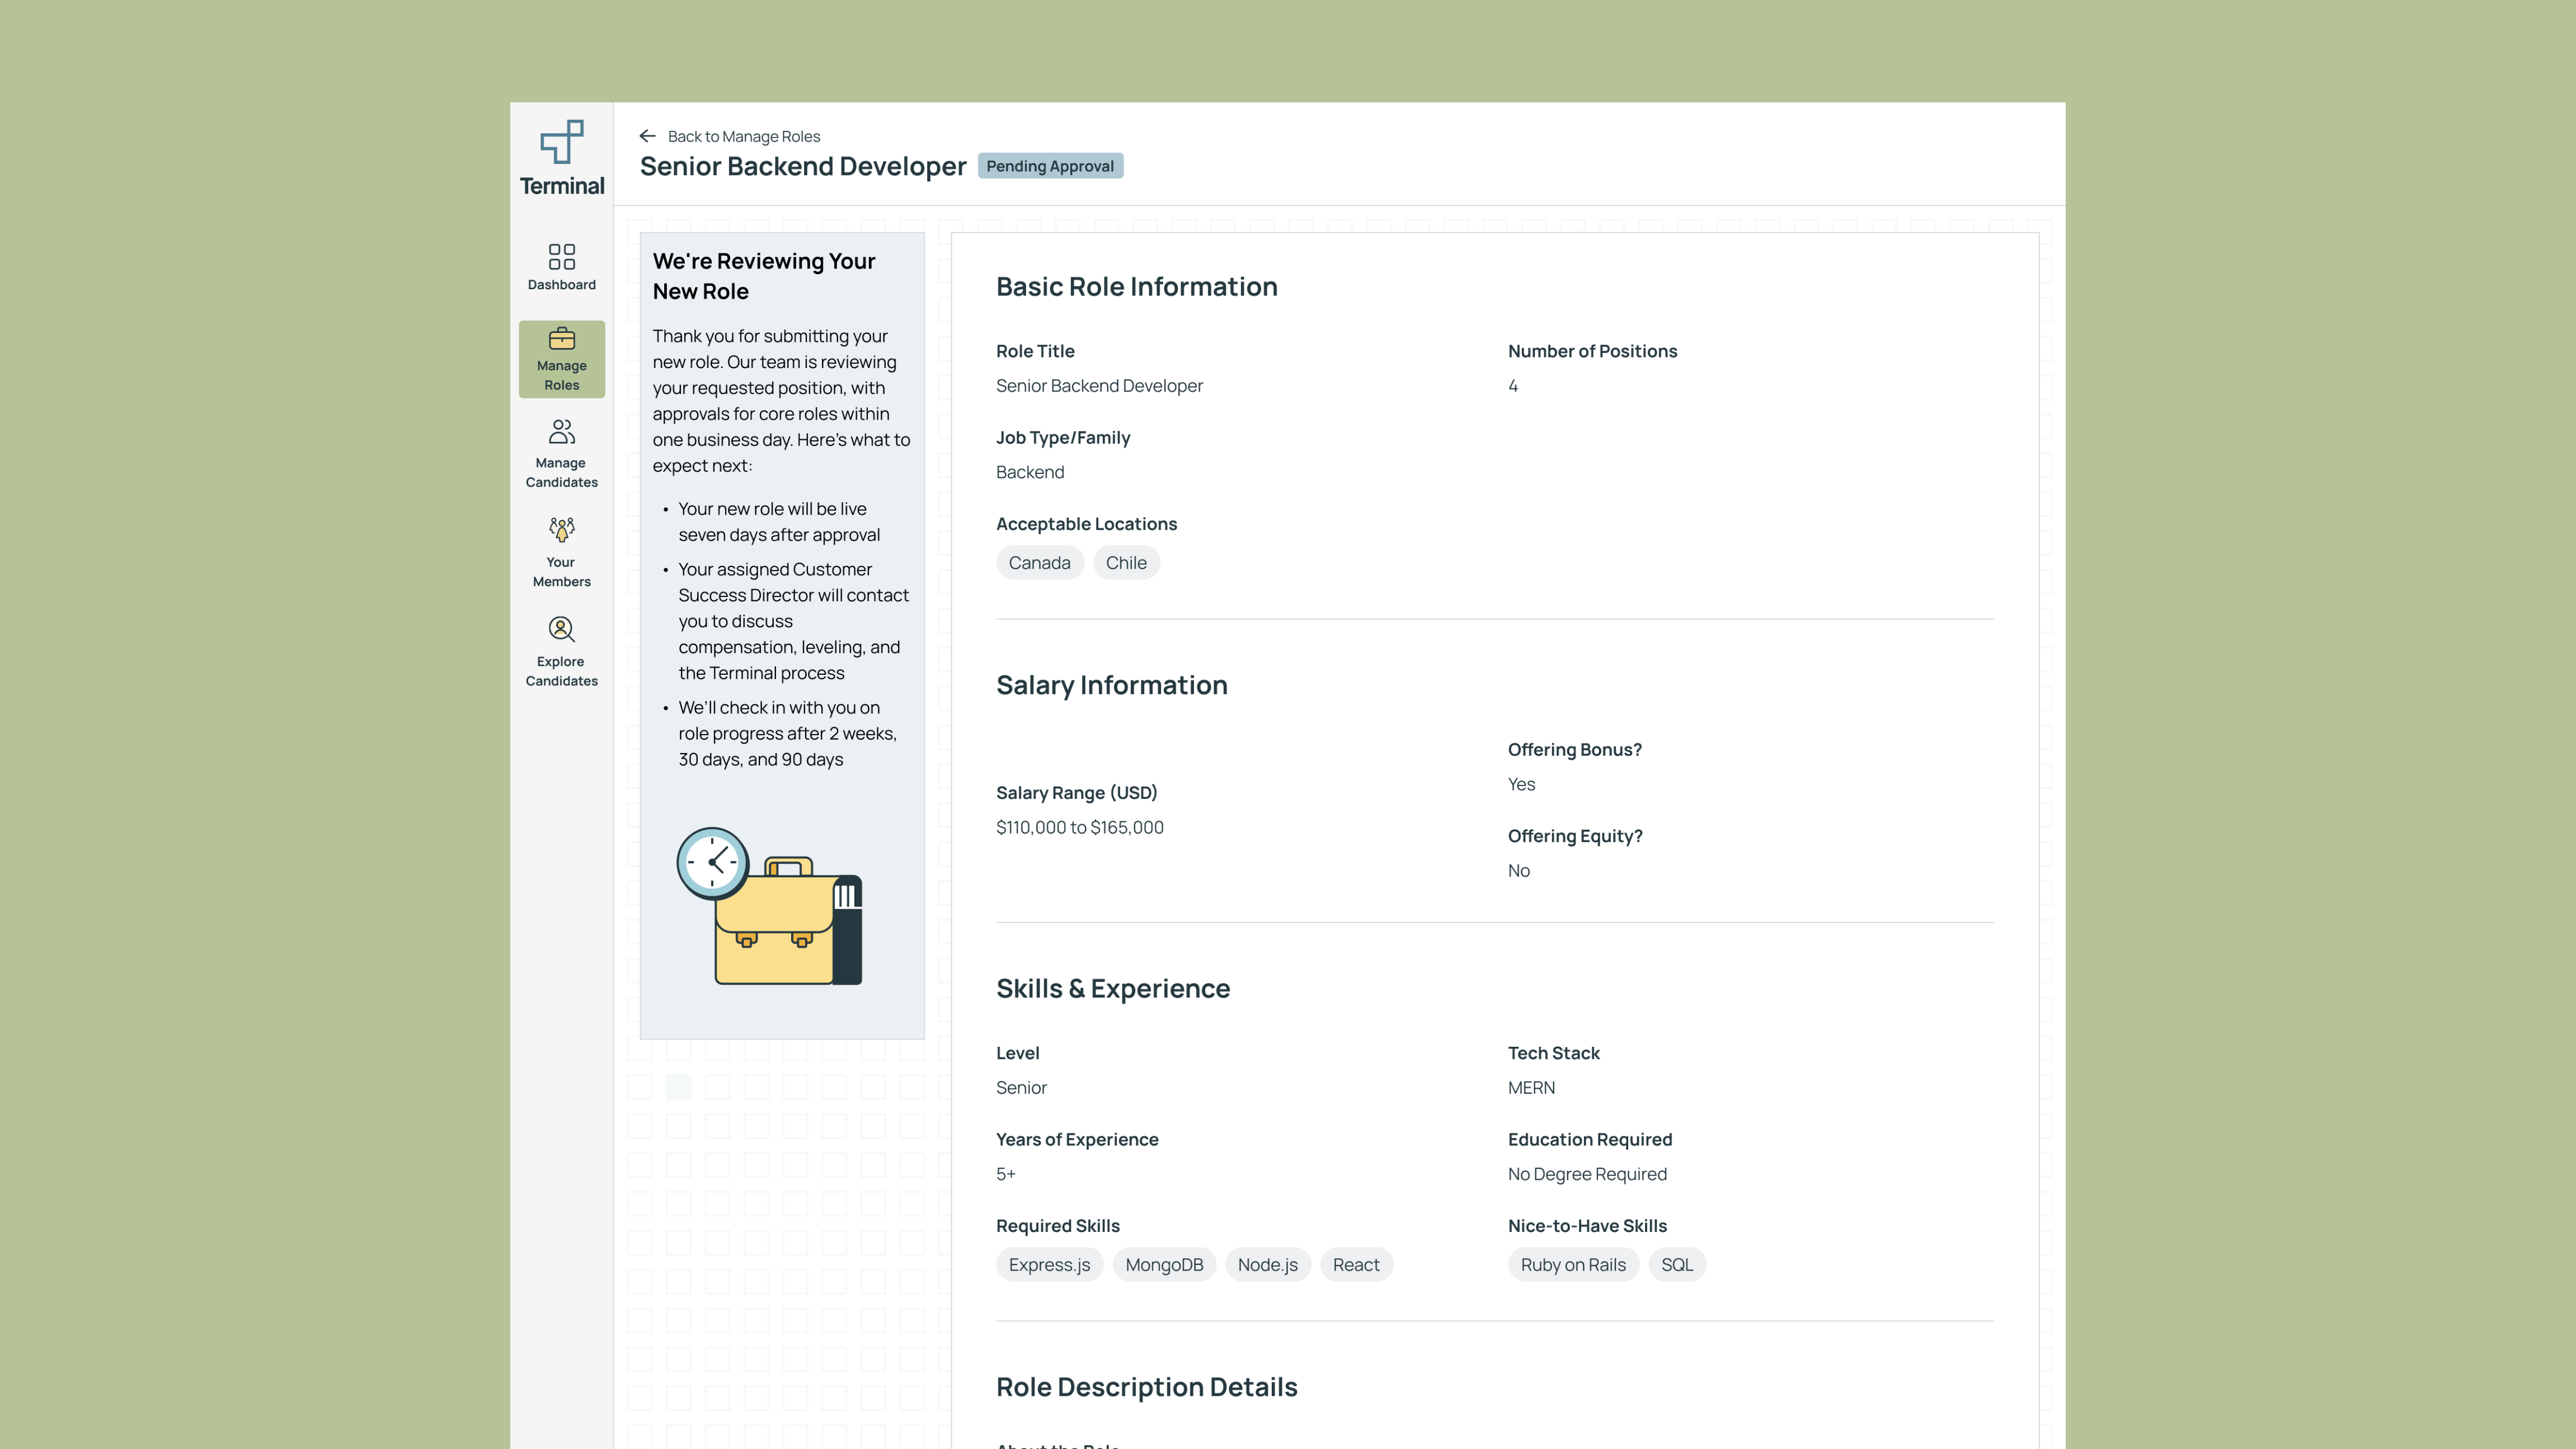 Terminal
Dashboard
Manage
Roles
Manage
Candidates
Your
Members
Explore
Candidates
Back to Manage Roles
Senior Backend Developer
Pending Approval
We're Reviewing Your
New Role
Thank you for submitting your
new role. Our team is reviewing
your requested position, with
approvals for core roles within
one business day. Here's what to
expect next:
• Your new role will be live
seven days after approval
• Your assigned Customer
Success Director will contact
you to discuss
compensation, leveling, and
the Terminal process
• We'll check in with you on
role progress after 2 weeks,
30 days, and 90 days
Basic Role Information
Role Title
Senior Backend Developer
Number of Positions
4
Job Type/Family
Backend
Acceptable Locations
Canada Chile
Salary Information
Salary Range (USD)
$110,000 to $165,000
Offering Bonus?
Yes
Offering Equity?
No
Skills & Experience
Level
Senior
Tech Stack
MERN
Years of Experience
5+
Education Required
No Degree Required
Required Skills
Express.js MongoDB Node.js React
Nice-to-Have Skills
Ruby on Rails SQL
Role Description Details
About the Role